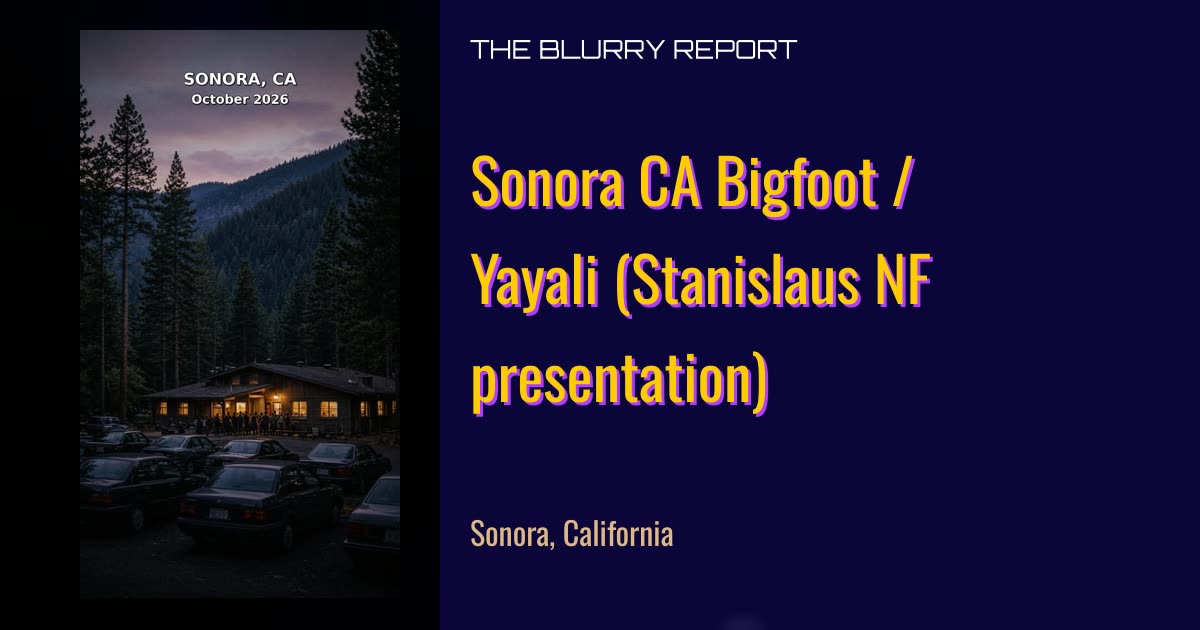 SONORA, CA
October 2026
THE BLURRY REPORT
Sonora CA Bigfoot /
Yayali (Stanislaus NF
presentation)
Sonora, California